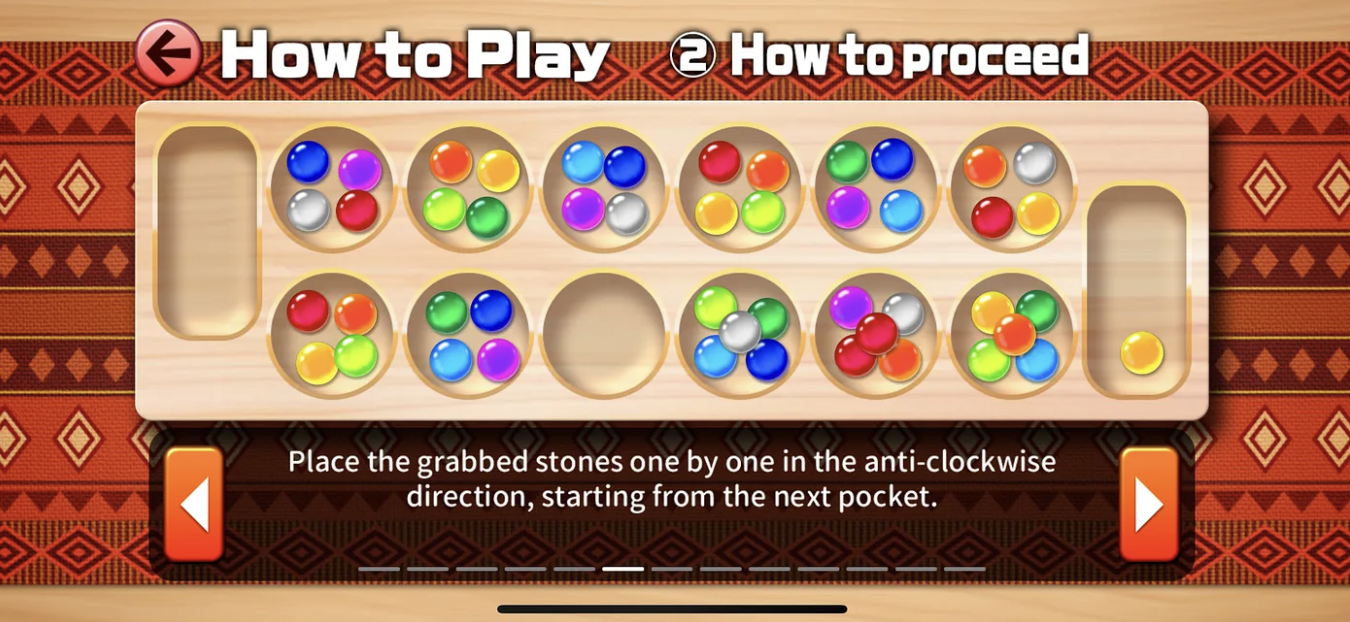 How to Play ② How to proceed
Place the grabbed stones one by one in the anti-clockwise
direction, starting from the next pocket.